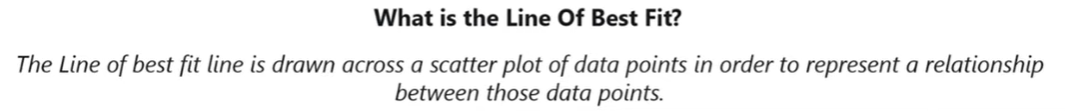 What is the Line Of Best Fit?
The Line of best fit line is drawn across a scatter plot of data points in order to represent a relationship
between those data points.